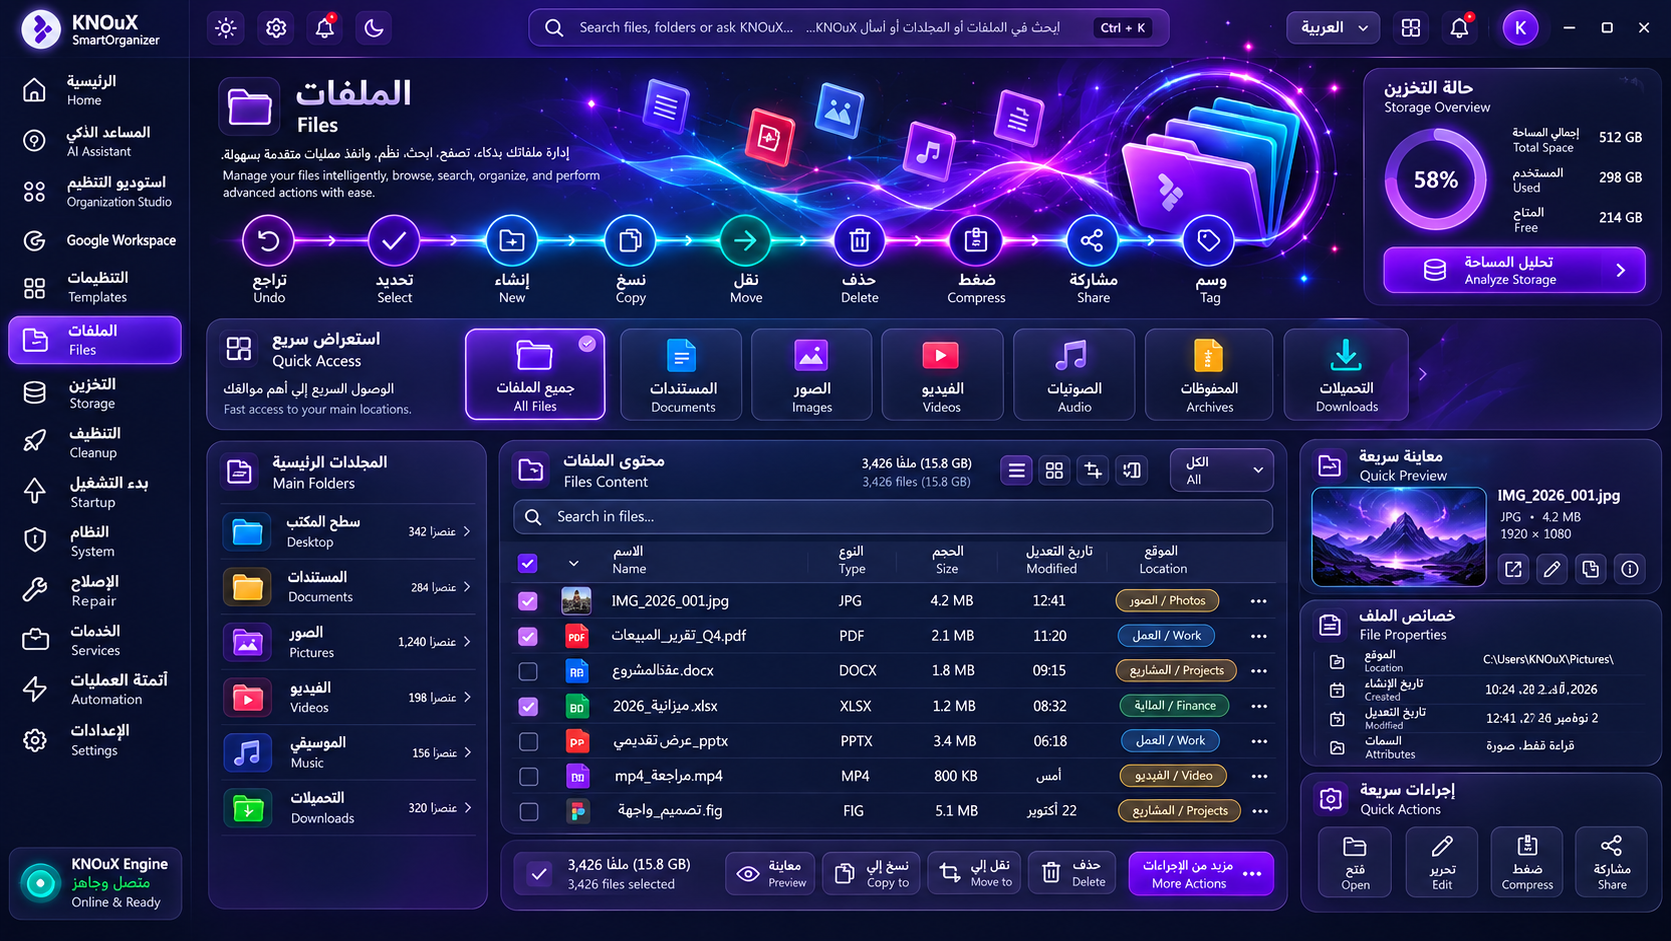 KNOuX
SmartOrganizer
Search files, folders or ask KNOuX...
إبحث في الملفات أو المجلدات أو أسأل KNOuX...
Ctrl + K
العربية
K
الرئيسية
Home
المساعد الذكي
AI Assistant
استوديو التنظيم
Organization Studio
Google Workspace
التنظيمات
Templates
الملفات
Files
التخزين
Storage
التنظيف
Cleanup
بدء التشغيل
Startup
النظام
System
الإصلاح
Repair
الخدمات
Services
أتمتة العمليات
Automation
الإعدادات
Settings
KNOuX Engine
متصل وجاهز
Online & Ready
الملفات
Files
إدارة ملفاتك بذكاء، تصفح، ابحث، نظّم، وانفذ ممليات متقدمة بسهولة.
Manage your files intelligently, browse, search, organize, and perform
advanced actions with ease.
تراجع
Undo
تحديد
Select
إنشاء
New
نسخ
Copy
نقل
Move
حذف
Delete
ضغط
Compress
مشاركة
Share
وسم
Tag
حالة التخزين
Storage Overview
58%
إجمالي المساحة
Total Space
512 GB
المستخدم
Used
298 GB
المتاح
Free
214 GB
تحليل المساحة
Analyze Storage
استعراض سريع
Quick Access
الوصول السريع إلي أهم موالفك
Fast access to your main locations.
جميع الملفات
All Files
المستندات
Documents
الصور
Images
الفيديو
Videos
الصوتيات
Audio
المحفوظات
Archives
التحميلات
Downloads
المجلدات الرئيسية
Main Folders
سطح المكتب
Desktop
342 عنصرًا
المستندات
Documents
284 عنصرًا
الصور
Pictures
1,240 عنصرًا
الفيديو
Videos
198 عنصرًا
الموسيقي
Music
156 عنصرًا
التحميلات
Downloads
320 عنصرًا
محتوى الملفات
Files Content
3,426 ملفًا (15.8 GB)
3,426 files (15.8 GB)
الكل
All
Search in files...
الاسم
Name
النوع
Type
الحجم
Size
تاريخ التعديل
Modified
الموقع
Location
IMG_2026_001.jpg
JPG
4.2 MB
12:41
الصور / Photos
PDF
تقرير_المبيعات_Q4.pdf
PDF
2.1 MB
11:20
العمل / Work
عقدالمشروع.docx
DOCX
1.8 MB
09:15
المشاريع / Projects
ميزانية_2026.xlsx
XLSX
1.2 MB
08:32
المالية / Finance
PP
عرض تقديمي_pptx
PPTX
3.4 MB
06:18
العمل / Work
مراجعة_mp4.mp4
MP4
800 KB
أمس
الفيديو / Video
تصميم_واجهة.fig
FIG
5.1 MB
22 أكتوبر
المشاريع / Projects
3,426 ملفًا (15.8 GB)
3,426 files selected
معاينة
Preview
نسخ إلي
Copy to
نقل إلي
Move to
حذف
Delete
مزيد من الإجراءات
More Actions
معاينة سريعة
Quick Preview
IMG_2026_001.jpg
JPG • 4.2 MB
1920 × 1080
خصائص الملف
File Properties
الموقع
Location
C:\Users\KNOuX\Pictures\
تاريخ الإنشاء
Created
تاريخ التعديل
Modified
السمات
Attributes
قراءة فقط، صورة
إجراءات سريعة
Quick Actions
فتح
Open
تحرير
Edit
ضغط
Compress
مشاركة
Share